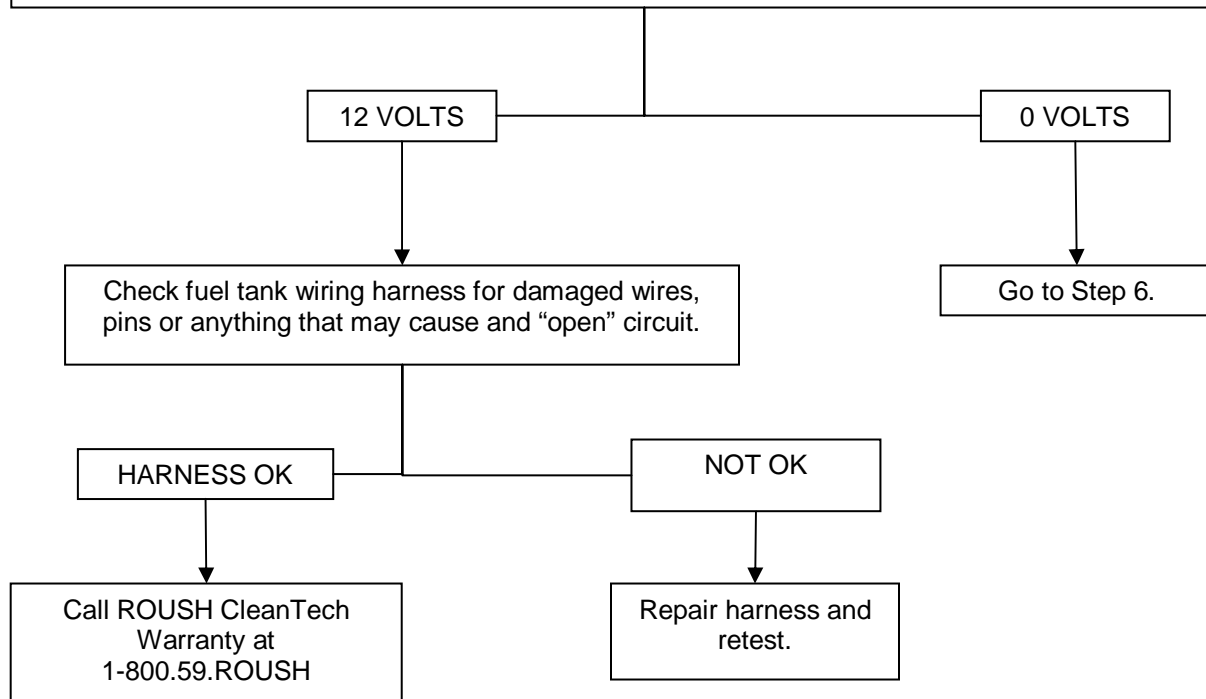 12 VOLTS
0 VOLTS
Check fuel tank wiring harness for damaged wires,
pins or anything that may cause and “open” circuit.
Go to Step 6.
HARNESS OK
NOT OK
Call ROUSH CleanTech
Warranty at
1-800.59.ROUSH
Repair harness and
retest.